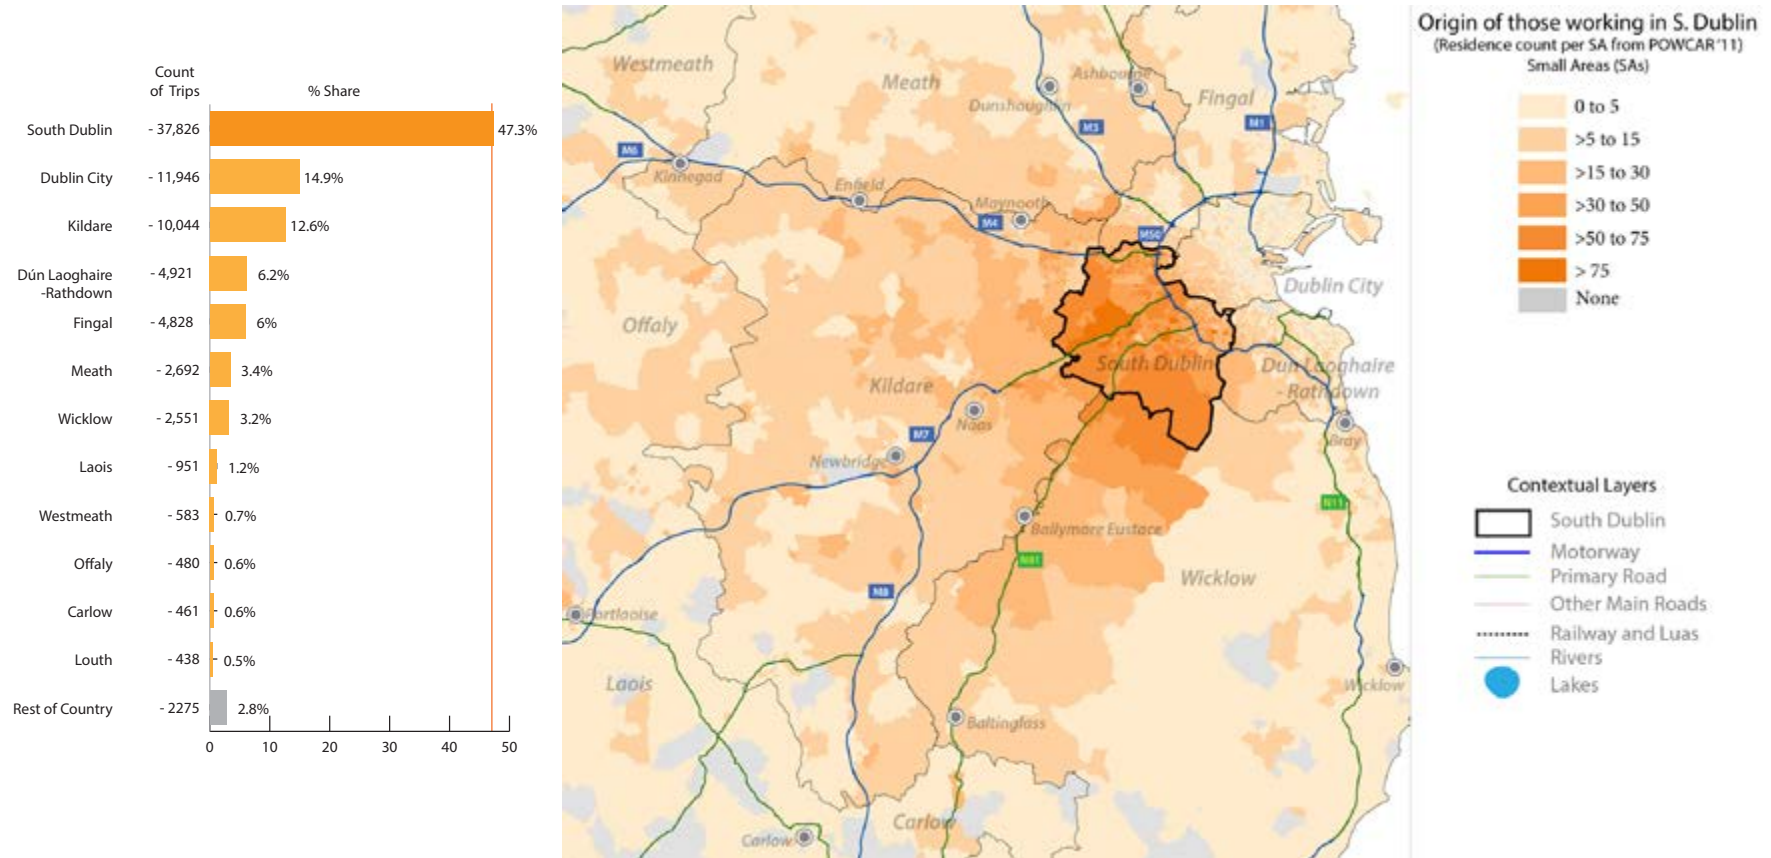 Count
of Trips
% Share
South Dublin - 37,826 47.3%
Dublin City - 11,946 14.9%
Kildare - 10,044 12.6%
Dún Laoghaire
-Rathdown - 4,921 6.2%
Fingal - 4,828 6%
Meath - 2,692 3.4%
Wicklow - 2,551 3.2%
Laois - 951 1.2%
Westmeath - 583 0.7%
Offaly - 480 0.6%
Carlow - 461 0.6%
Louth - 438 0.5%
Rest of Country - 2275 2.8%
0 10 20 30 40 50
Westmeath
Meath
Ashbourne
Dunshaughlin
Fingal
M3
M1
M6
Kinnegad
Enfield
Maynooth
M4
M50
Dublin City
Offaly
South Dublin
Dun Laoghaire
- Rathdown
Kildare
Naas
Bray
M7
Newbridge
N11
Ballymore Eustace
N81
Wicklow
M8
Portlaoise
Laois
Wicklow
Baltinglass
Carlow
Carlow
Origin of those working in S. Dublin
(Residence count per SA from POWCAR'11)
Small Areas (SAs)
0 to 5
>5 to 15
>15 to 30
>30 to 50
>50 to 75
> 75
None
Contextual Layers
South Dublin
Motorway
Primary Road
Other Main Roads
Railway and Luas
Rivers
Lakes